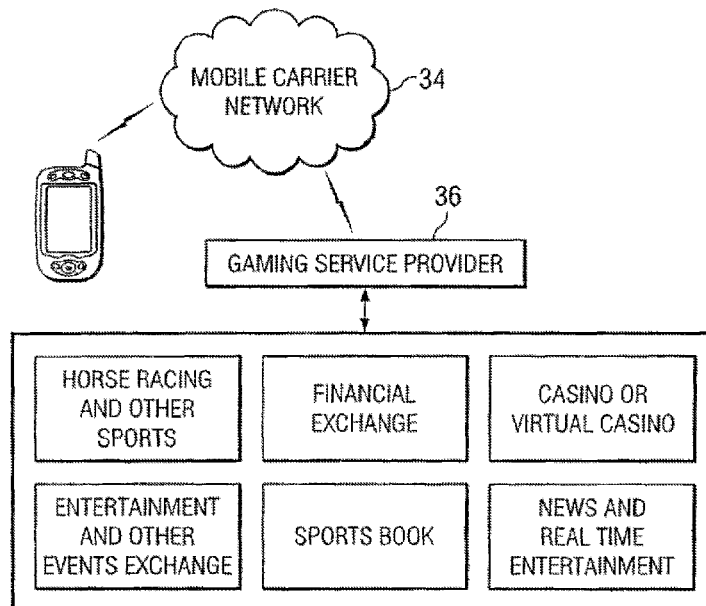 MOBILE CARRIER
NETWORK
34
36
GAMING SERVICE PROVIDER
HORSE RACING
AND OTHER
SPORTS
FINANCIAL
EXCHANGE
CASINO OR
VIRTUAL CASINO
ENTERTAINMENT
AND OTHER
EVENTS EXCHANGE
SPORTS BOOK
NEWS AND
REAL TIME
ENTERTAINMENT